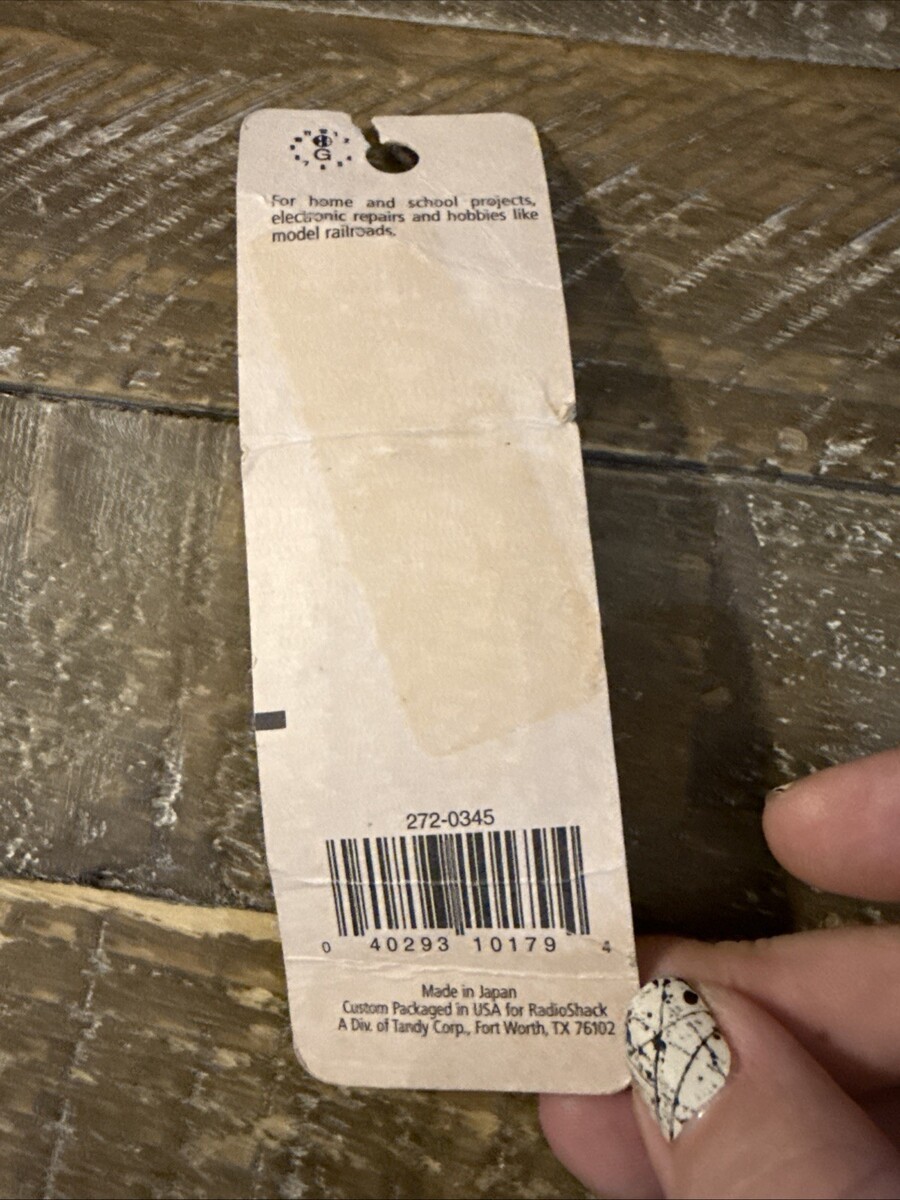 G
For home and school projects,
electronic repairs and hobbies like
model railroads.
272-0345
0 40293 10179 4
Made in Japan
Custom Packaged in USA for RadioShack
A Div. of Tandy Corp., Fort Worth, TX 76102